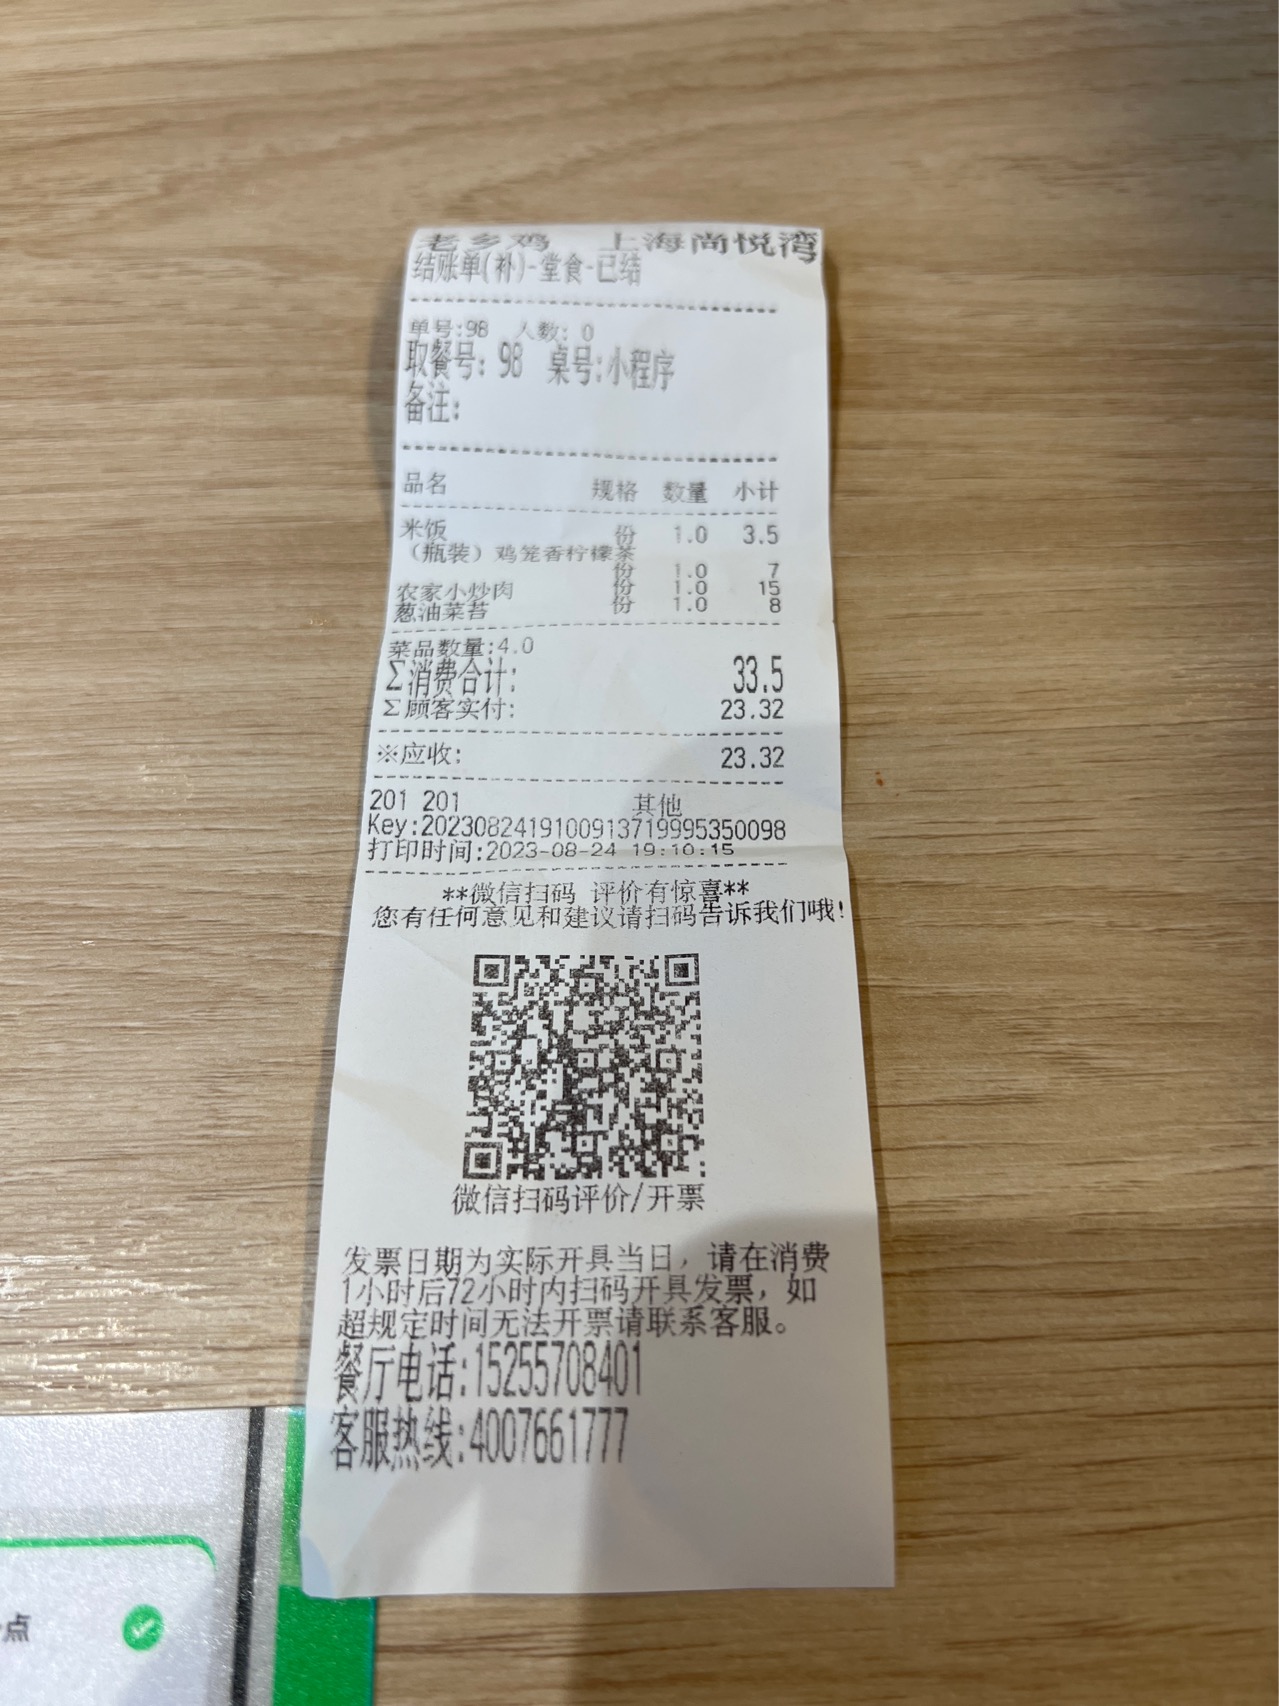 老乡鸡 上海尚悦湾
结账单(补)-堂食-已结
单号:98 人数: 0
取餐号: 98 桌号:小程序
备注:
品名 规格 数量 小计
米饭 份 1.0 3.5
（瓶装）鸡笼香柠檬茶
份 1.0 7
农家小炒肉 份 1.0 15
葱油菜苔 份 1.0 8
菜品数量:4.0
Σ消费合计: 33.5
Σ顾客实付: 23.32
※应收: 23.32
201 201 其他
Key:2023082419100913719995350098
打印时间:2023-08-24 19:10:15
**微信扫码 评价有惊喜**
您有任何意见和建议请扫码告诉我们哦!
微信扫码评价/开票
发票日期为实际开具当日，请在消费
1小时后72小时内扫码开具发票，如
超规定时间无法开票请联系客服。
餐厅电话:15255708401
客服热线:4007661777
点